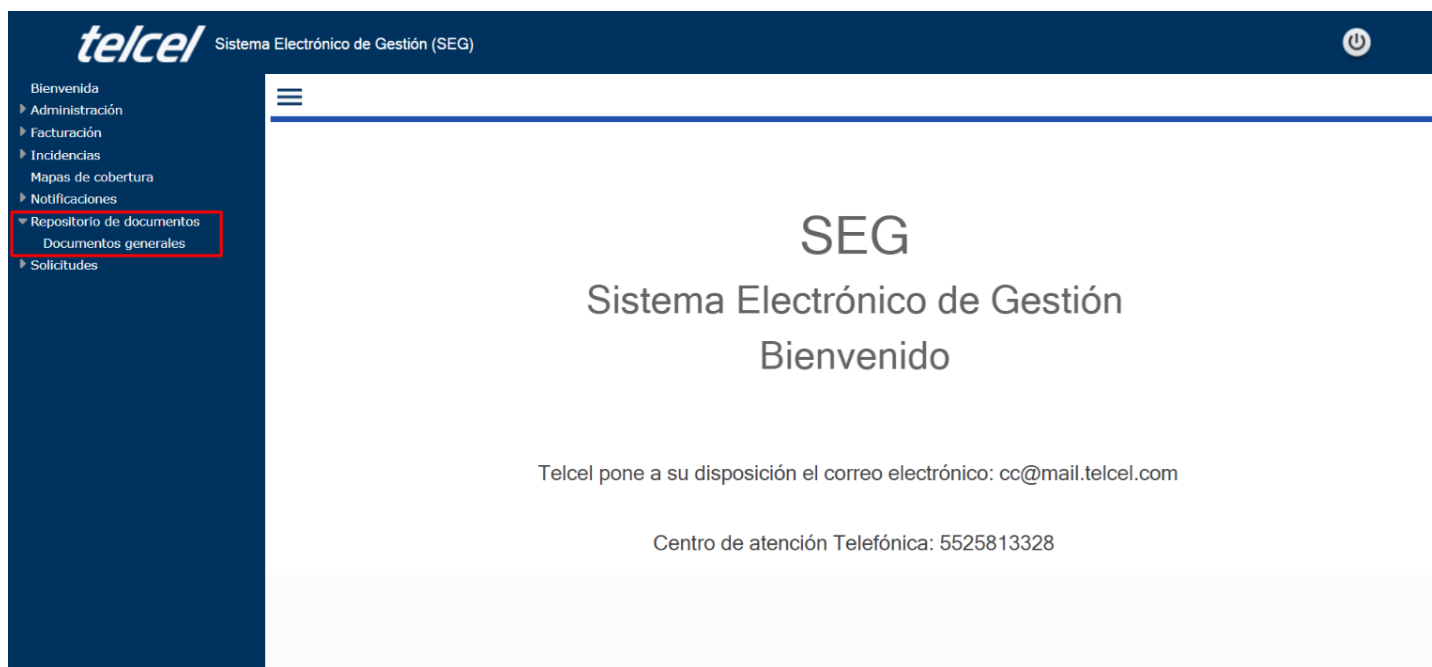 telcel Sistema Electrónico de Gestión (SEG)
Bienvenida
Administración
Facturación
Incidencias
Mapas de cobertura
Notificaciones
Repositorio de documentos
Documentos generales
Solicitudes
SEG
Sistema Electrónico de Gestión
Bienvenido
Telcel pone a su disposición el correo electrónico: cc@mail.telcel.com
Centro de atención Telefónica: 5525813328